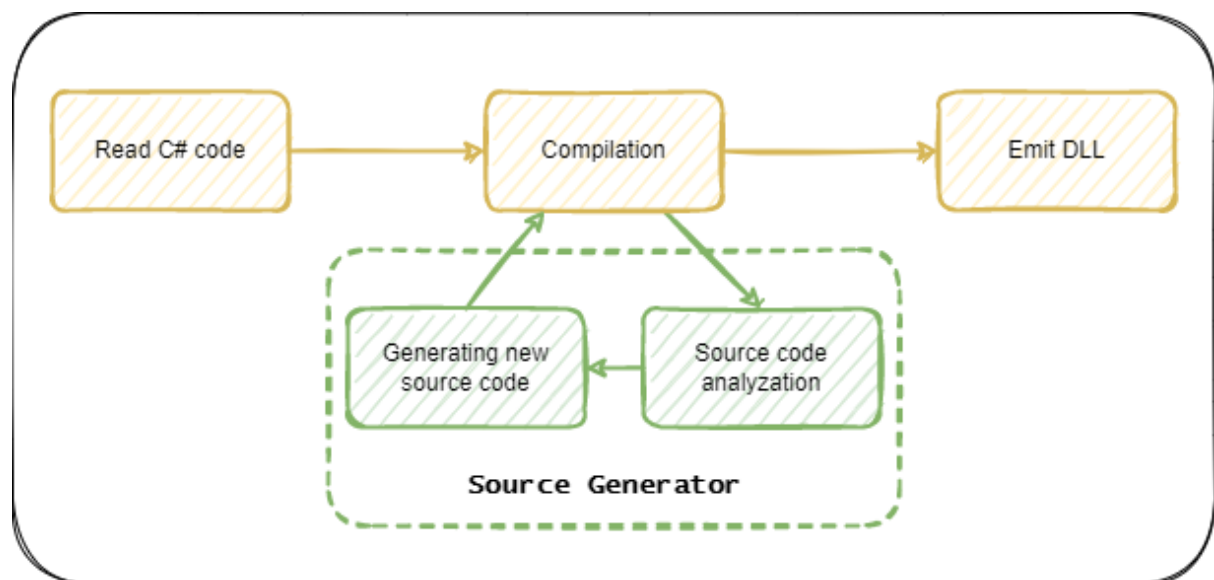 Read C# code
Compilation
Emit DLL
Generating new
source code
Source code
analyzation
Source Generator